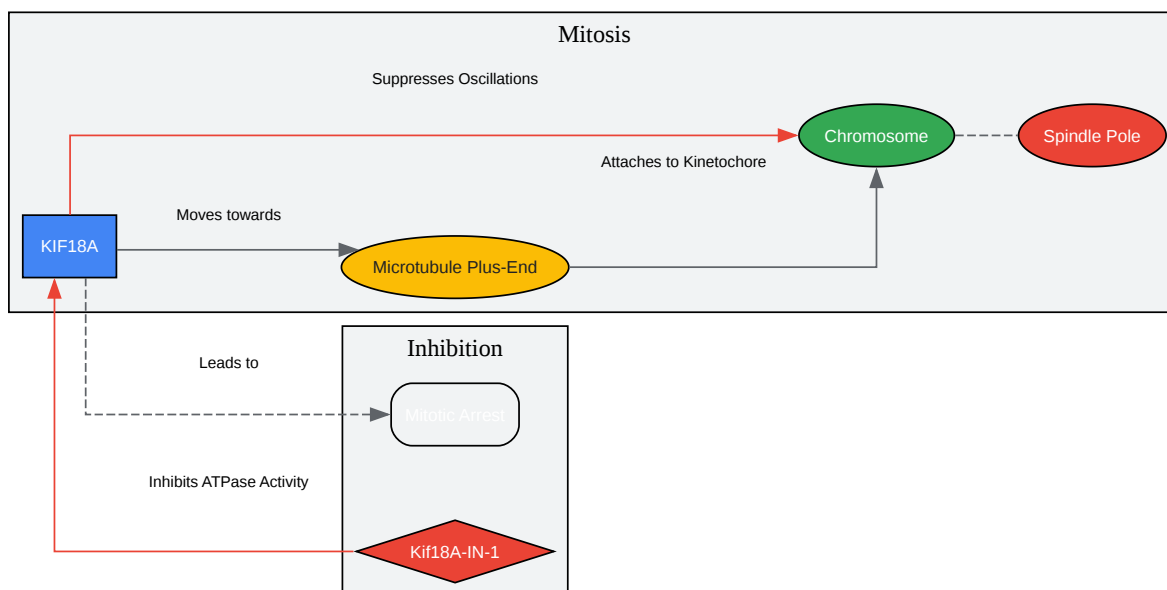 Mitosis
Suppresses Oscillations
Chromosome
Spindle Pole
Attaches to Kinetochore
Moves towards
KIF18A
Microtubule Plus-End
Inhibition
Leads to
Mitotic Arrest
Inhibits ATPase Activity
Kif18A-IN-1